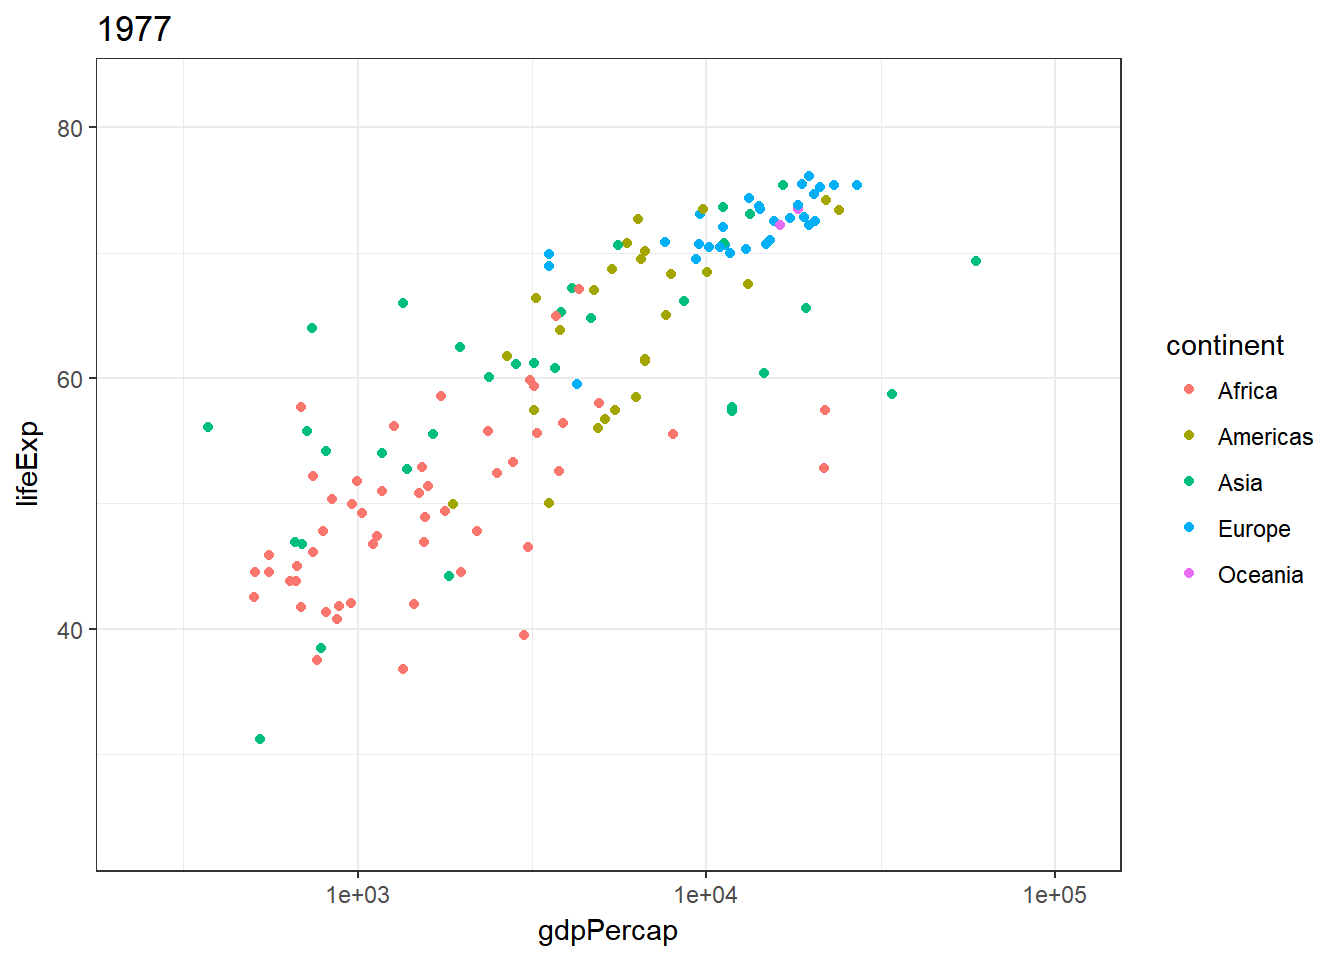 1977
80
60
40
lifeExp
1e+03
1e+04
1e+05
gdpPercap
continent
Africa
Americas
Asia
Europe
Oceania